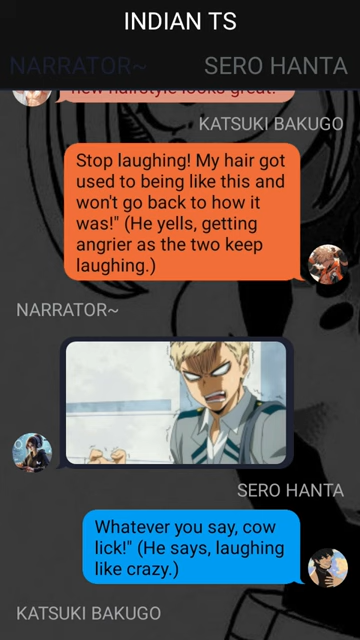 INDIAN TS
NARRATOR~
SERO HANTA
new hairstyle looks great."
KATSUKI BAKUGO
Stop laughing! My hair got
used to being like this and
won't go back to how it
was!" (He yells, getting
angrier as the two keep
laughing.)
NARRATOR~
SERO HANTA
Whatever you say, cow
lick!" (He says, laughing
like crazy.)
KATSUKI BAKUGO